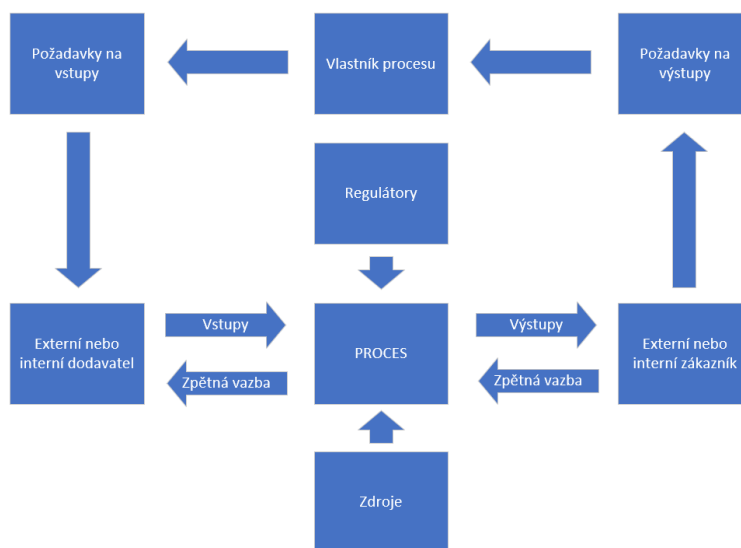 Požadavky na
vstupy
Vlastník procesu
Požadavky na
výstupy
Regulátory
Externí nebo
interní dodavatel
Vstupy
Zpětná vazba
PROCES
Výstupy
Zpětná vazba
Externí nebo
interní zákazník
Zdroje